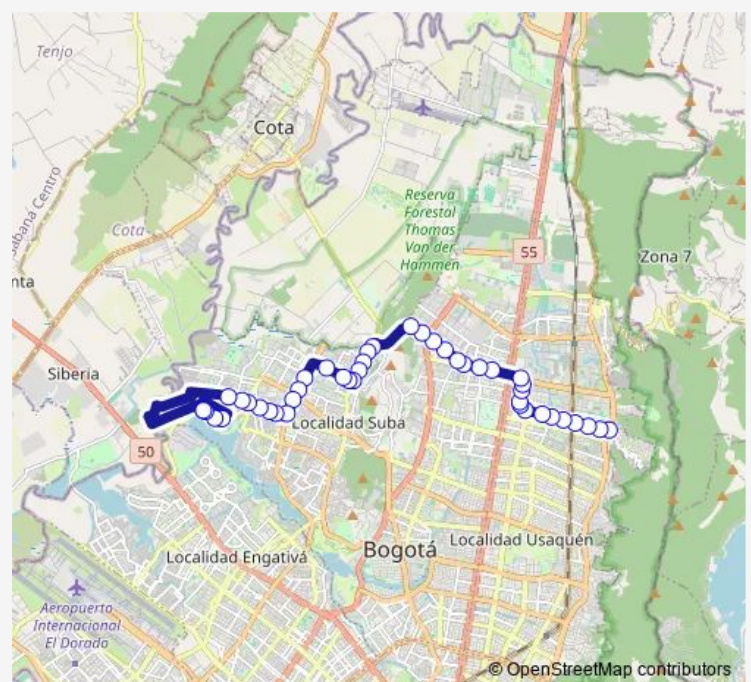 Tenjo
Cota
Sabana Centro
Cota
Reserva
Forestal
Thomas
Van der
Hammen
55
Zona 7
Siberia
50
Localidad Suba
Localidad Engativá
Bogotá
Localidad Usaquén
Aeropuerto
Internacional
El Dorado
© OpenStreetMap contributors